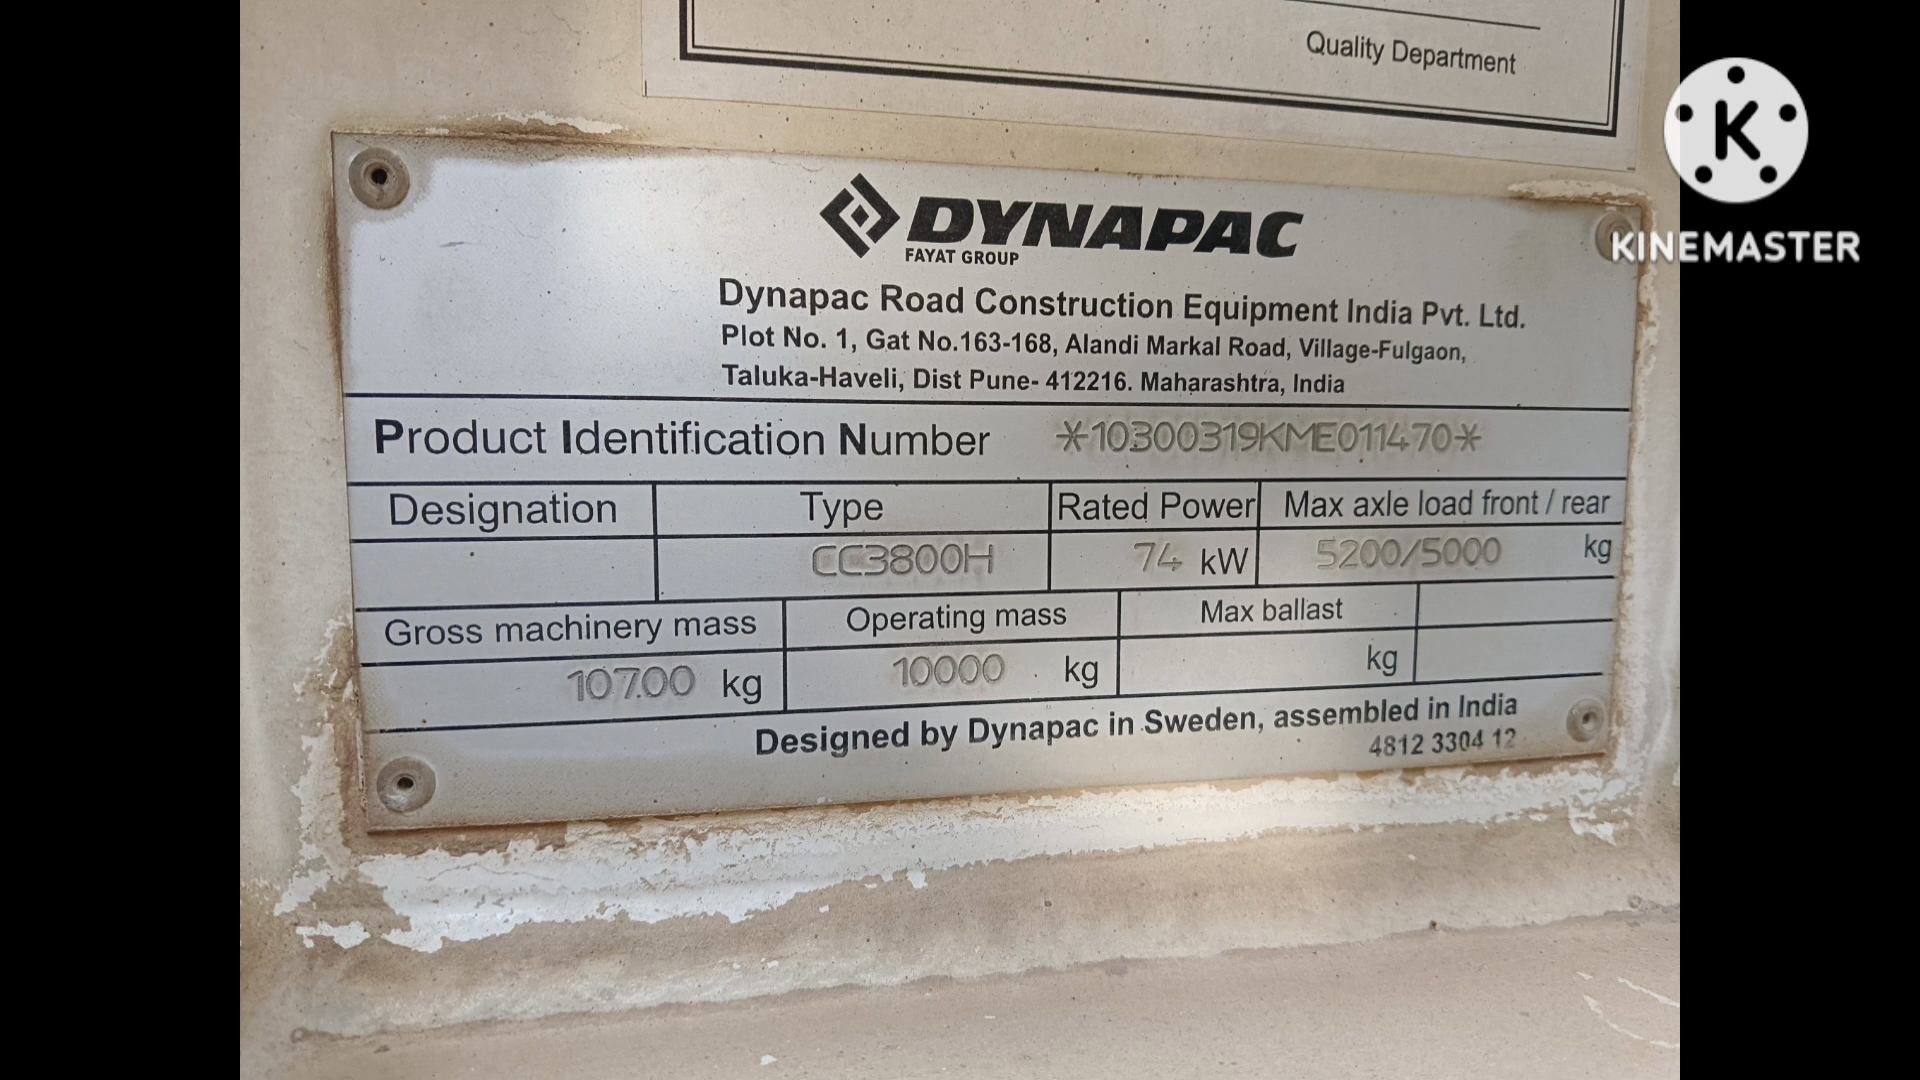 Quality Department
K
KINEMASTER
DYNAPAC
FAYAT GROUP
Dynapac Road Construction Equipment India Pvt. Ltd.
Plot No. 1, Gat No.163-168, Alandi Markal Road, Village-Fulgaon,
Taluka-Haveli, Dist Pune- 412216. Maharashtra, India
Product Identification Number *10300319KME011470*
Designation Type Rated Power Max axle load front / rear
CC3800H 74 kW 5200/5000 kg
Gross machinery mass Operating mass Max ballast
10700 kg 10000 kg kg
Designed by Dynapac in Sweden, assembled in India
4812 3304 12